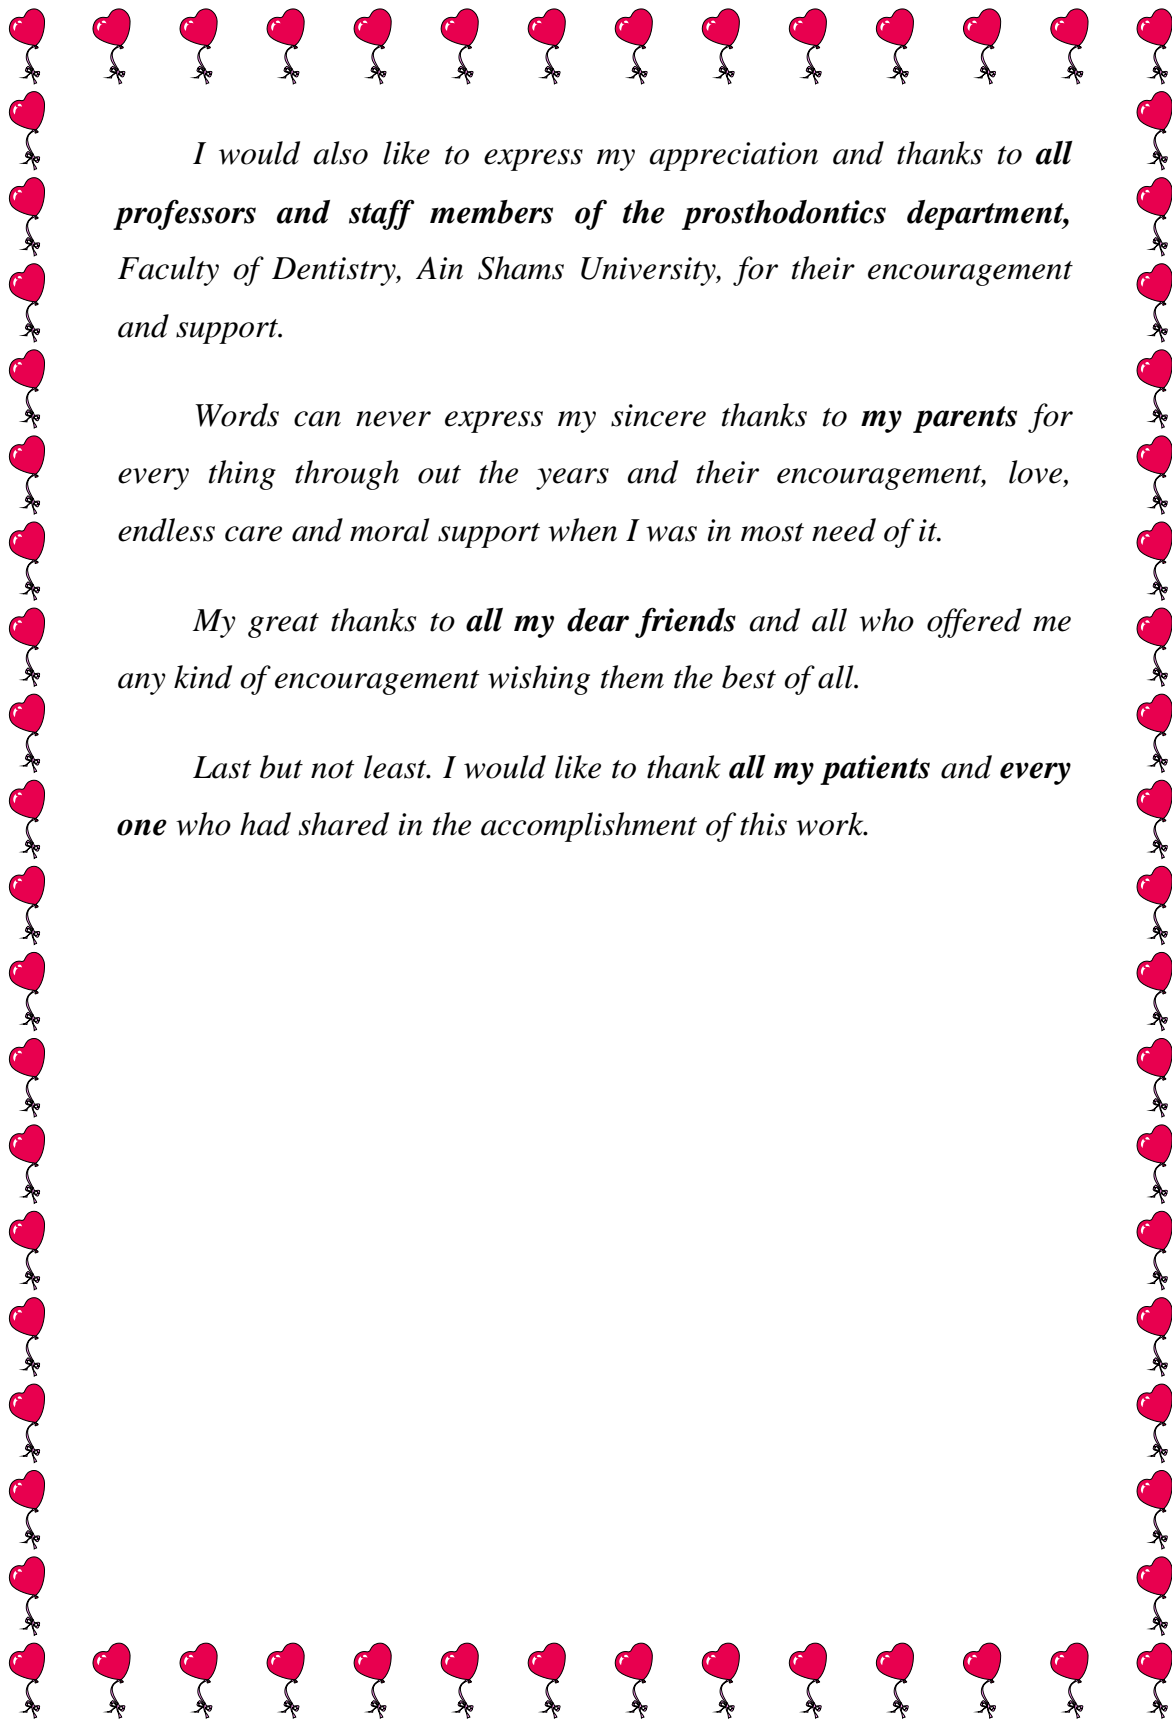 I would also like to express my appreciation and thanks to all
professors and staff members of the prosthodontics department,
Faculty of Dentistry, Ain Shams University, for their encouragement
and support.
Words can never express my sincere thanks to my parents for
every thing through out the years and their encouragement, love,
endless care and moral support when I was in most need of it.
My great thanks to all my dear friends and all who offered me
any kind of encouragement wishing them the best of all.
Last but not least. I would like to thank all my patients and every
one who had shared in the accomplishment of this work.